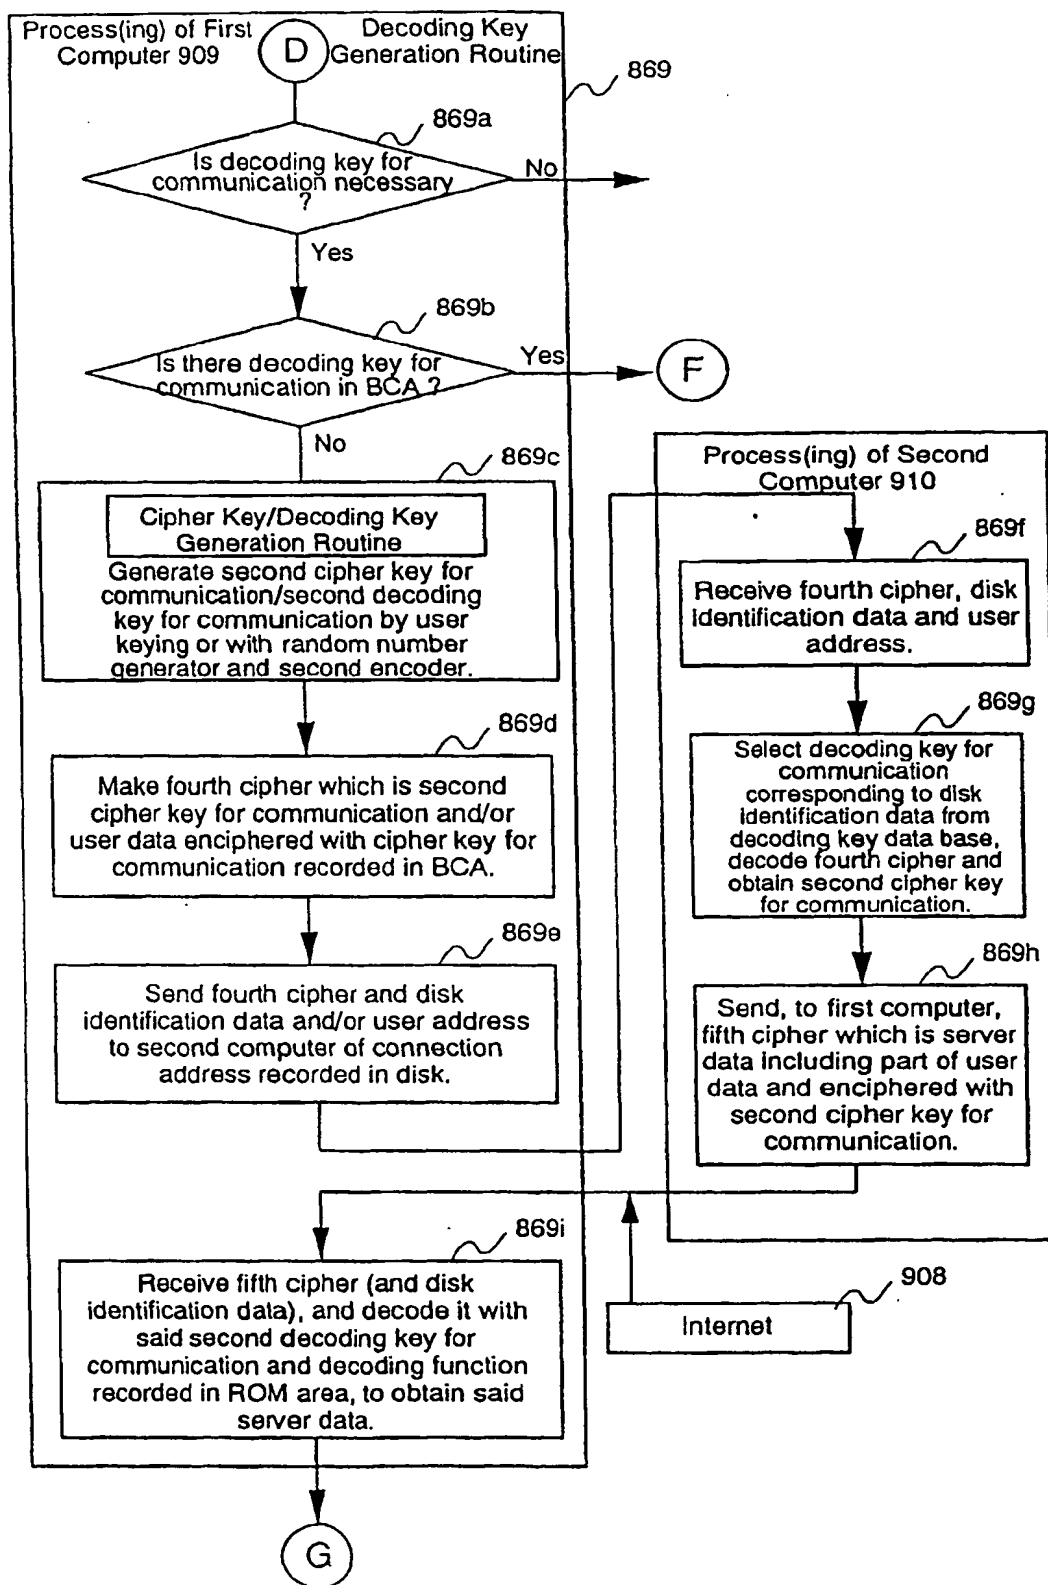 Process(ing) of First
Computer 909
D
Decoding Key
Generation Routine
869
869a
Is decoding key for
communication necessary
?
No
Yes
869b
Is there decoding key for
communication in BCA ?
Yes
F
No
869c
Cipher Key/Decoding Key
Generation Routine
Generate second cipher key for
communication/second decoding
key for communication by user
keying or with random number
generator and second encoder.
869d
Make fourth cipher which is second
cipher key for communication and/or
user data enciphered with cipher key for
communication recorded in BCA.
869e
Send fourth cipher and disk
identification data and/or user address
to second computer of connection
address recorded in disk.
Process(ing) of Second
Computer 910
869f
Receive fourth cipher, disk
identification data and user
address.
869g
Select decoding key for
communication
corresponding to disk
identification data from
decoding key data base,
decode fourth cipher and
obtain second cipher key
for communication.
869h
Send, to first computer,
fifth cipher which is server
data including part of user
data and enciphered with
second cipher key for
communication.
869i
Receive fifth cipher (and disk
identification data), and decode it with
said second decoding key for
communication and decoding function
recorded in ROM area, to obtain said
server data.
908
Internet
G